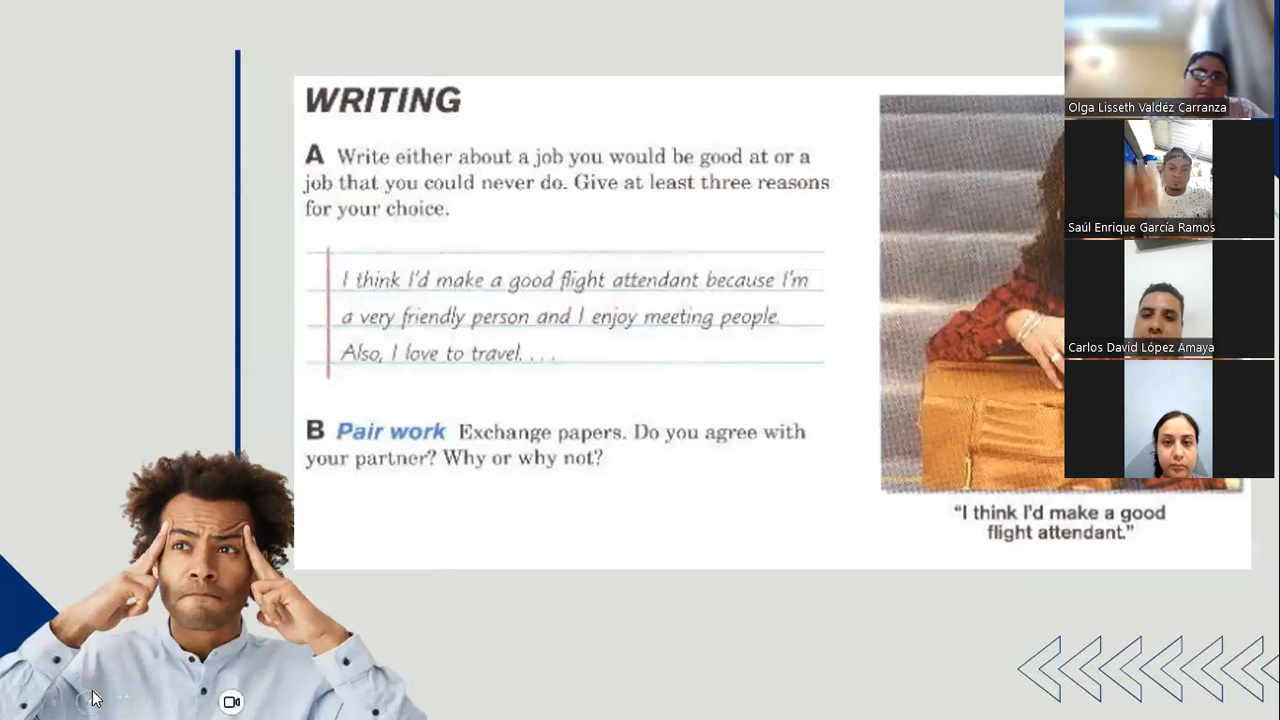 WRITING
A Write either about a job you would be good at or a
job that you could never do. Give at least three reasons
for your choice.
I think I'd make a good flight attendant because I'm
a very friendly person and I enjoy meeting people.
Also, I love to travel. . . .
B Pair work Exchange papers. Do you agree with
your partner? Why or why not?
"I think I'd make a good
flight attendant."
Olga Lisseth Valdéz Carranza
Saúl Enrique García Ramos
Carlos David López Amaya